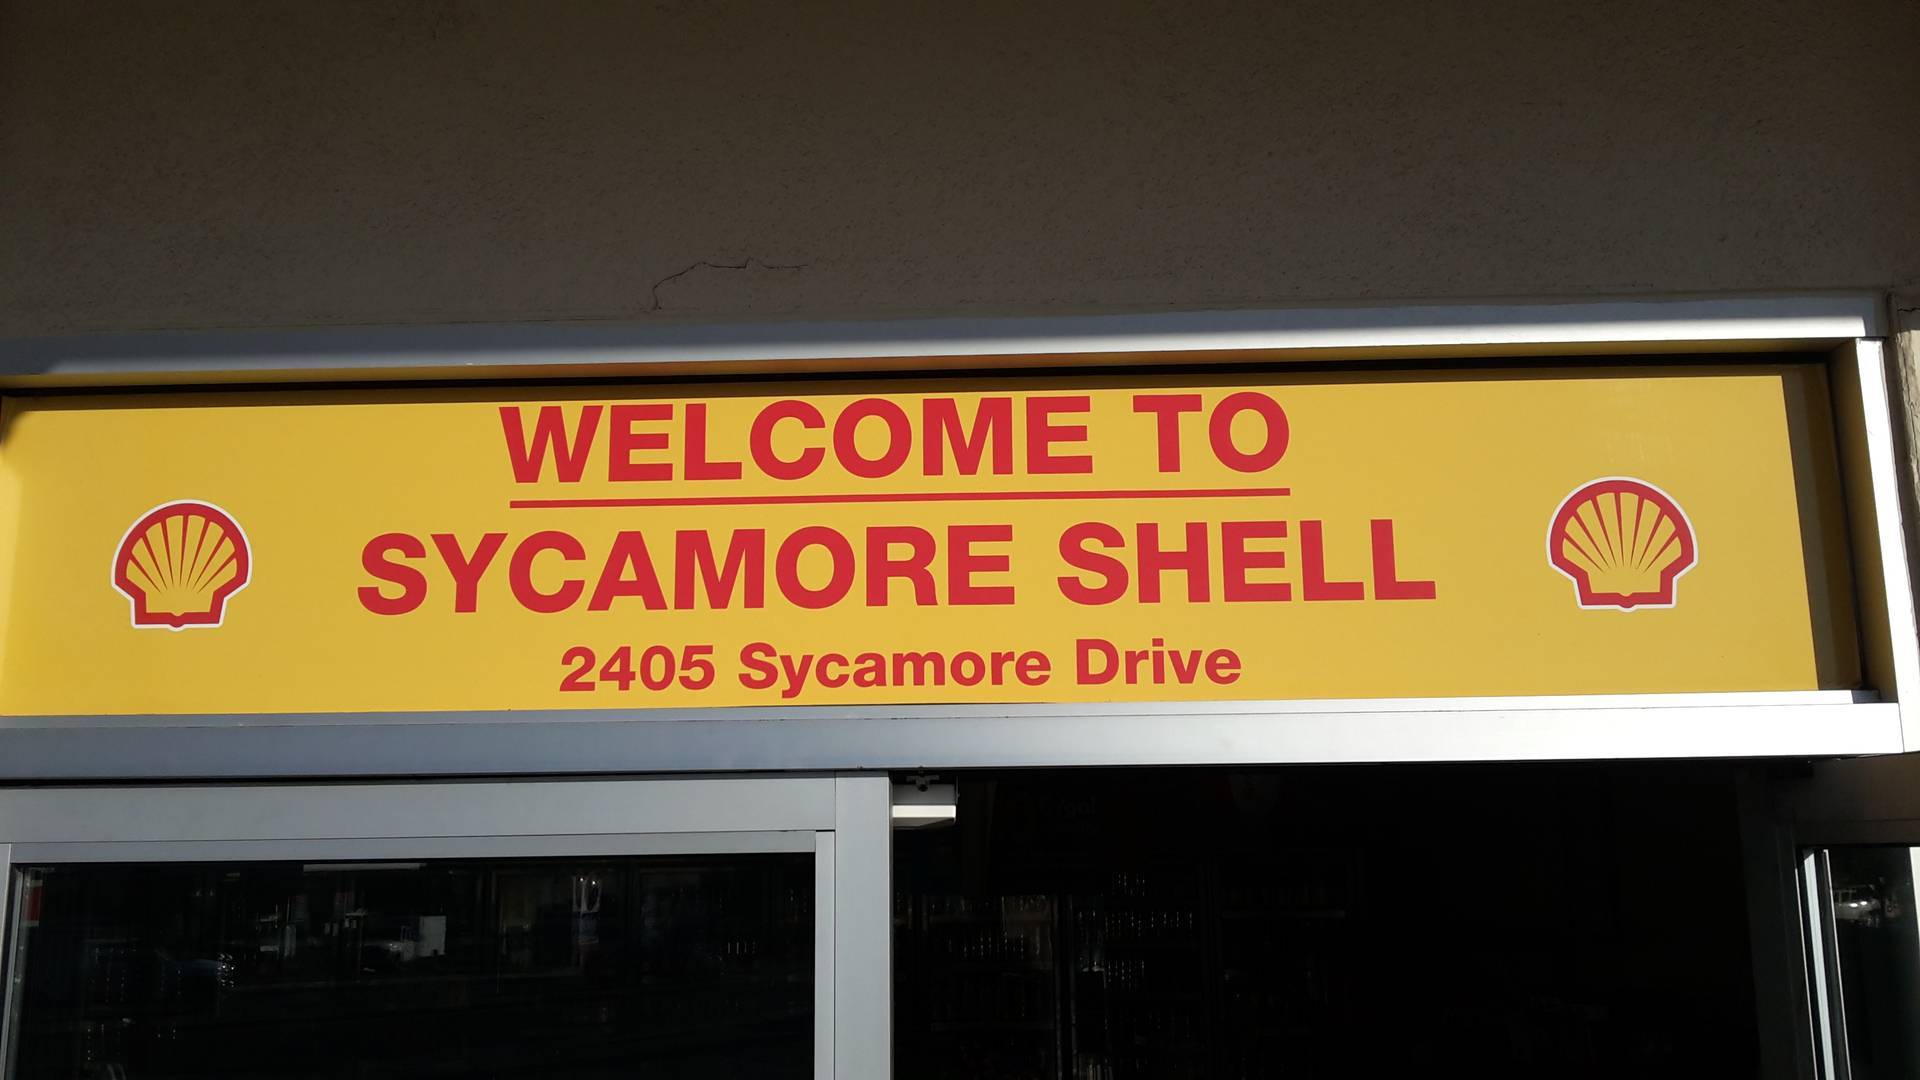 WELCOME TO
SYCAMORE SHELL
2405 Sycamore Drive